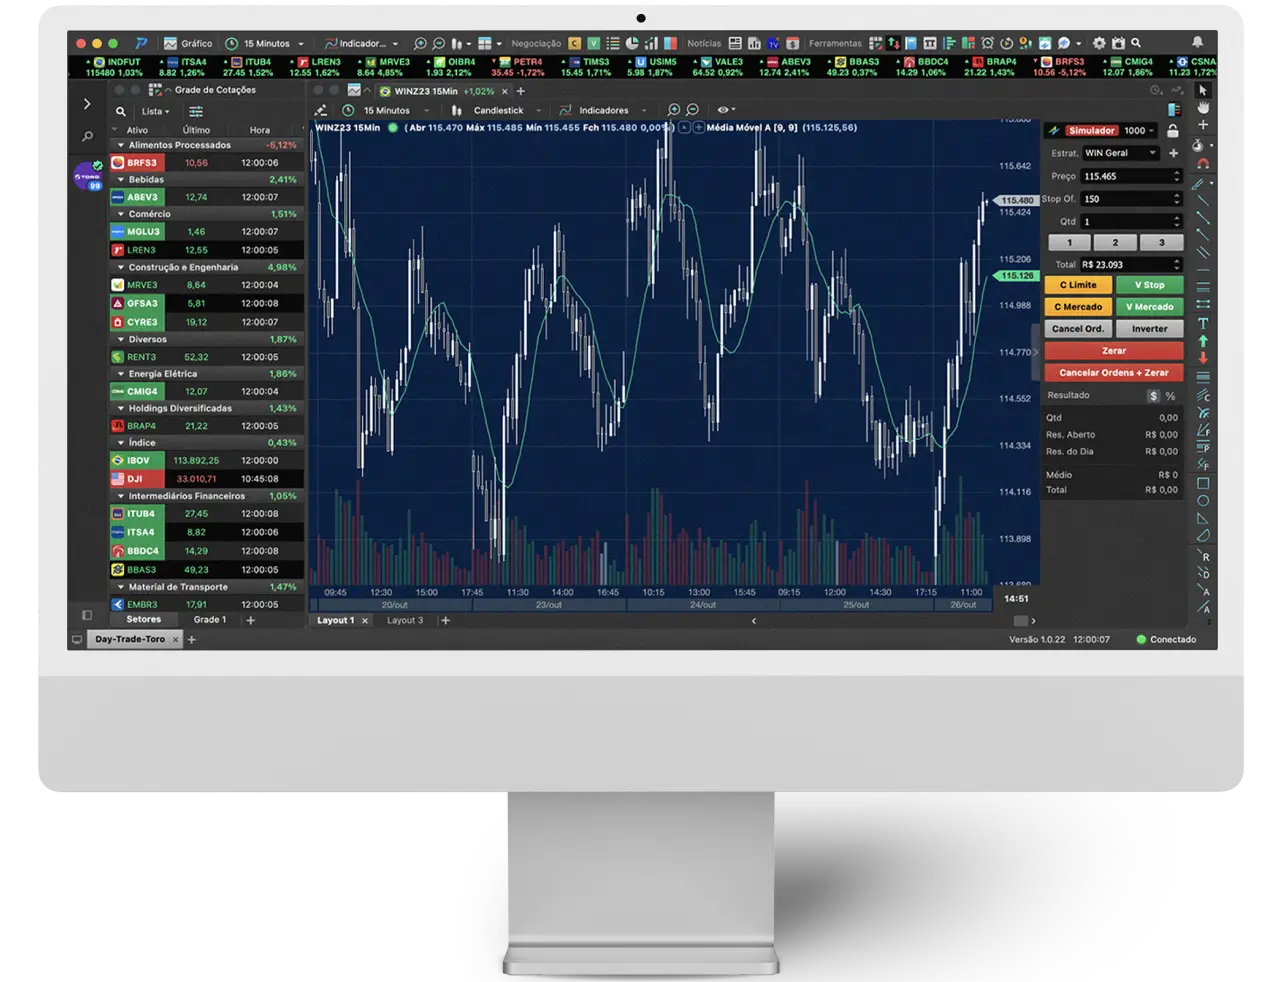 Gráfico 15 Minutos Indicador... Negociação C V Notícias TV Ferramentas
INDFUT ITSA4 ITUB4 LREN3 MRVE3 OIBR4 PETR4 TIMS3 USIM5 VALE3 ABEV3 BBAS3 BBDC4 BRAP4 BRFS3 CMIG4 CSNA
115480 1,03% 8.82 1,26% 27.45 1,52% 12.55 1,62% 8.64 4,85% 1.93 2,12% 35.45 -1,72% 15.45 1,71% 5.98 1,87% 64.52 0,92% 12.74 2,41% 49.23 0,37% 14.29 1,06% 21.22 1,43% 10.56 -5,12% 12.07 1,86% 11.23 1,72%
Grade de Cotações
Lista
Ativo Último Hora
Alimentos Processados -5,12%
BRFS3 10,56 12:00:06
Bebidas 2,41%
ABEV3 12,74 12:00:07
Comércio 1,51%
MGLU3 1,46 12:00:07
LREN3 12,55 12:00:05
Construção e Engenharia 4,98%
MRVE3 8,64 12:00:04
GFSA3 5,81 12:00:08
CYRE3 19,12 12:00:07
Diversos 1,87%
RENT3 52,32 12:00:05
Energia Elétrica 1,86%
CMIG4 12,07 12:00:04
Holdings Diversificadas 1,43%
BRAP4 21,22 12:00:05
Índice 0,43%
IBOV 113.892,25 12:00:00
DJI 33.010,71 10:45:08
Intermediários Financeiros 1,05%
ITUB4 27,45 12:00:08
ITSA4 8,82 12:00:06
BBDC4 14,29 12:00:08
BBAS3 49,23 12:00:05
Material de Transporte 1,47%
EMBR3 17,91 12:00:05
Setores Grade 1 +
TORO
99
WINZ23 15Min +1,02% × +
15 Minutos Candlestick Indicadores
WINZ23 15Min (Abr 115.470 Máx 115.485 Mín 115.455 Fch 115.480 0,00%) Média Móvel A [9, 9] (115.125,56)
115.642
115.480
115.424
115.206
115.126
114.988
114.770
114.552
114.334
114.116
113.898
113.680
09:45 12:30 15:00 17:45 11:30 14:00 16:45 10:15 13:00 15:45 09:15 12:00 14:30 17:15 11:00
20/out 23/out 24/out 25/out 26/out
14:51
Layout 1 × Layout 3 +
Simulador 1000
Estrat. WIN Geral +
Preço 115.465
Stop Of. 150
Qtd 1
1 2 3
Total R$ 23.093
C Limite V Stop
C Mercado V Mercado
Cancel Ord. Inverter
Zerar
Cancelar Ordens + Zerar
Resultado $ %
Qtd 0,00
Res. Aberto R$ 0,00
Res. do Dia R$ 0,00
Médio R$ 0
Total R$ 0,00
T
C
F
P
F
R
D
A
A
Day-Trade-Toro × +
Versão 1.0.22 12:00:07 Conectado